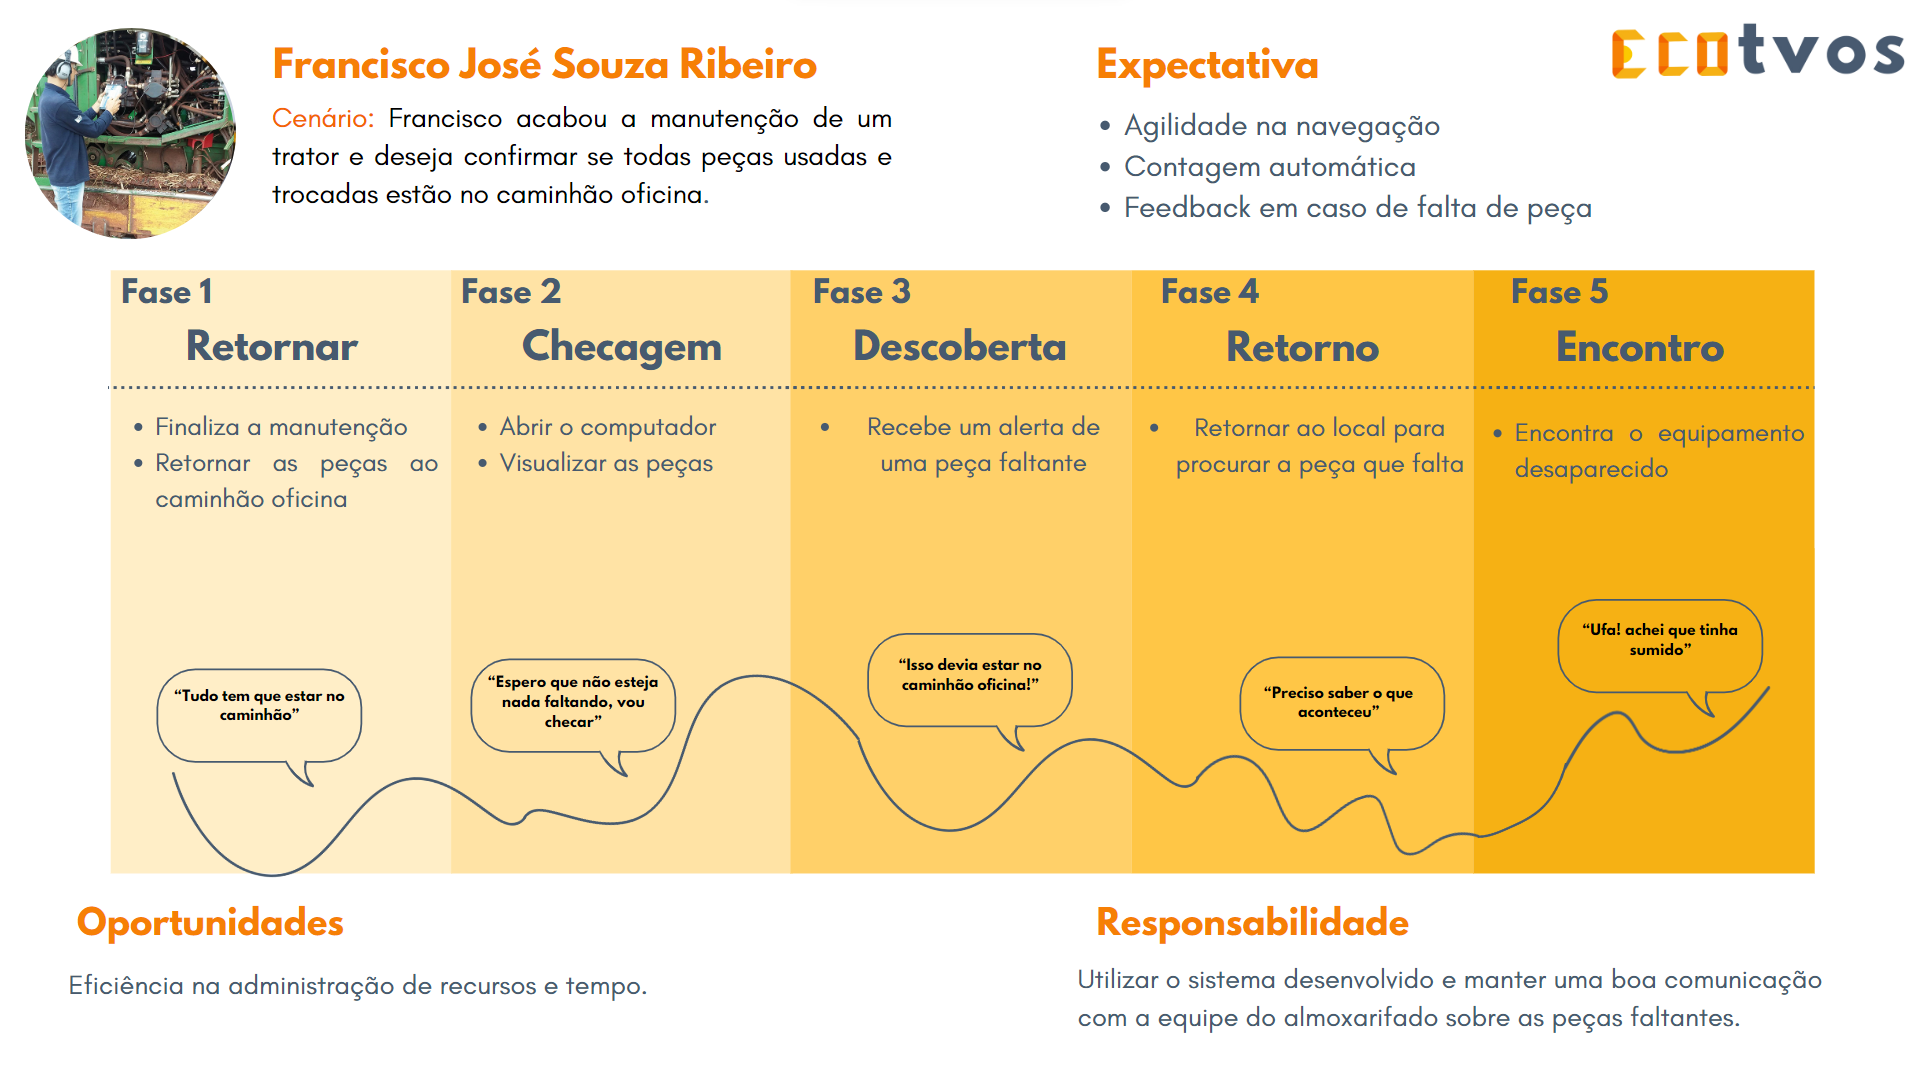 Francisco José Souza Ribeiro
Cenário: Francisco acabou a manutenção de um
trator e deseja confirmar se todas peças usadas e
trocadas estão no caminhão oficina.
Expectativa
• Agilidade na navegação
• Contagem automática
• Feedback em caso de falta de peça
ecotvos
Fase 1
Retornar
• Finaliza a manutenção
• Retornar as peças ao
caminhão oficina
“Tudo tem que estar no
caminhão”
Fase 2
Checagem
• Abrir o computador
• Visualizar as peças
“Espero que não esteja
nada faltando, vou
checar”
Fase 3
Descoberta
• Recebe um alerta de
uma peça faltante
“Isso devia estar no
caminhão oficina!”
Fase 4
Retorno
• Retornar ao local para
procurar a peça que falta
“Preciso saber o que
aconteceu”
Fase 5
Encontro
• Encontra o equipamento
desaparecido
“Ufa! achei que tinha
sumido”
Oportunidades
Eficiência na administração de recursos e tempo.
Responsabilidade
Utilizar o sistema desenvolvido e manter uma boa comunicação
com a equipe do almoxarifado sobre as peças faltantes.